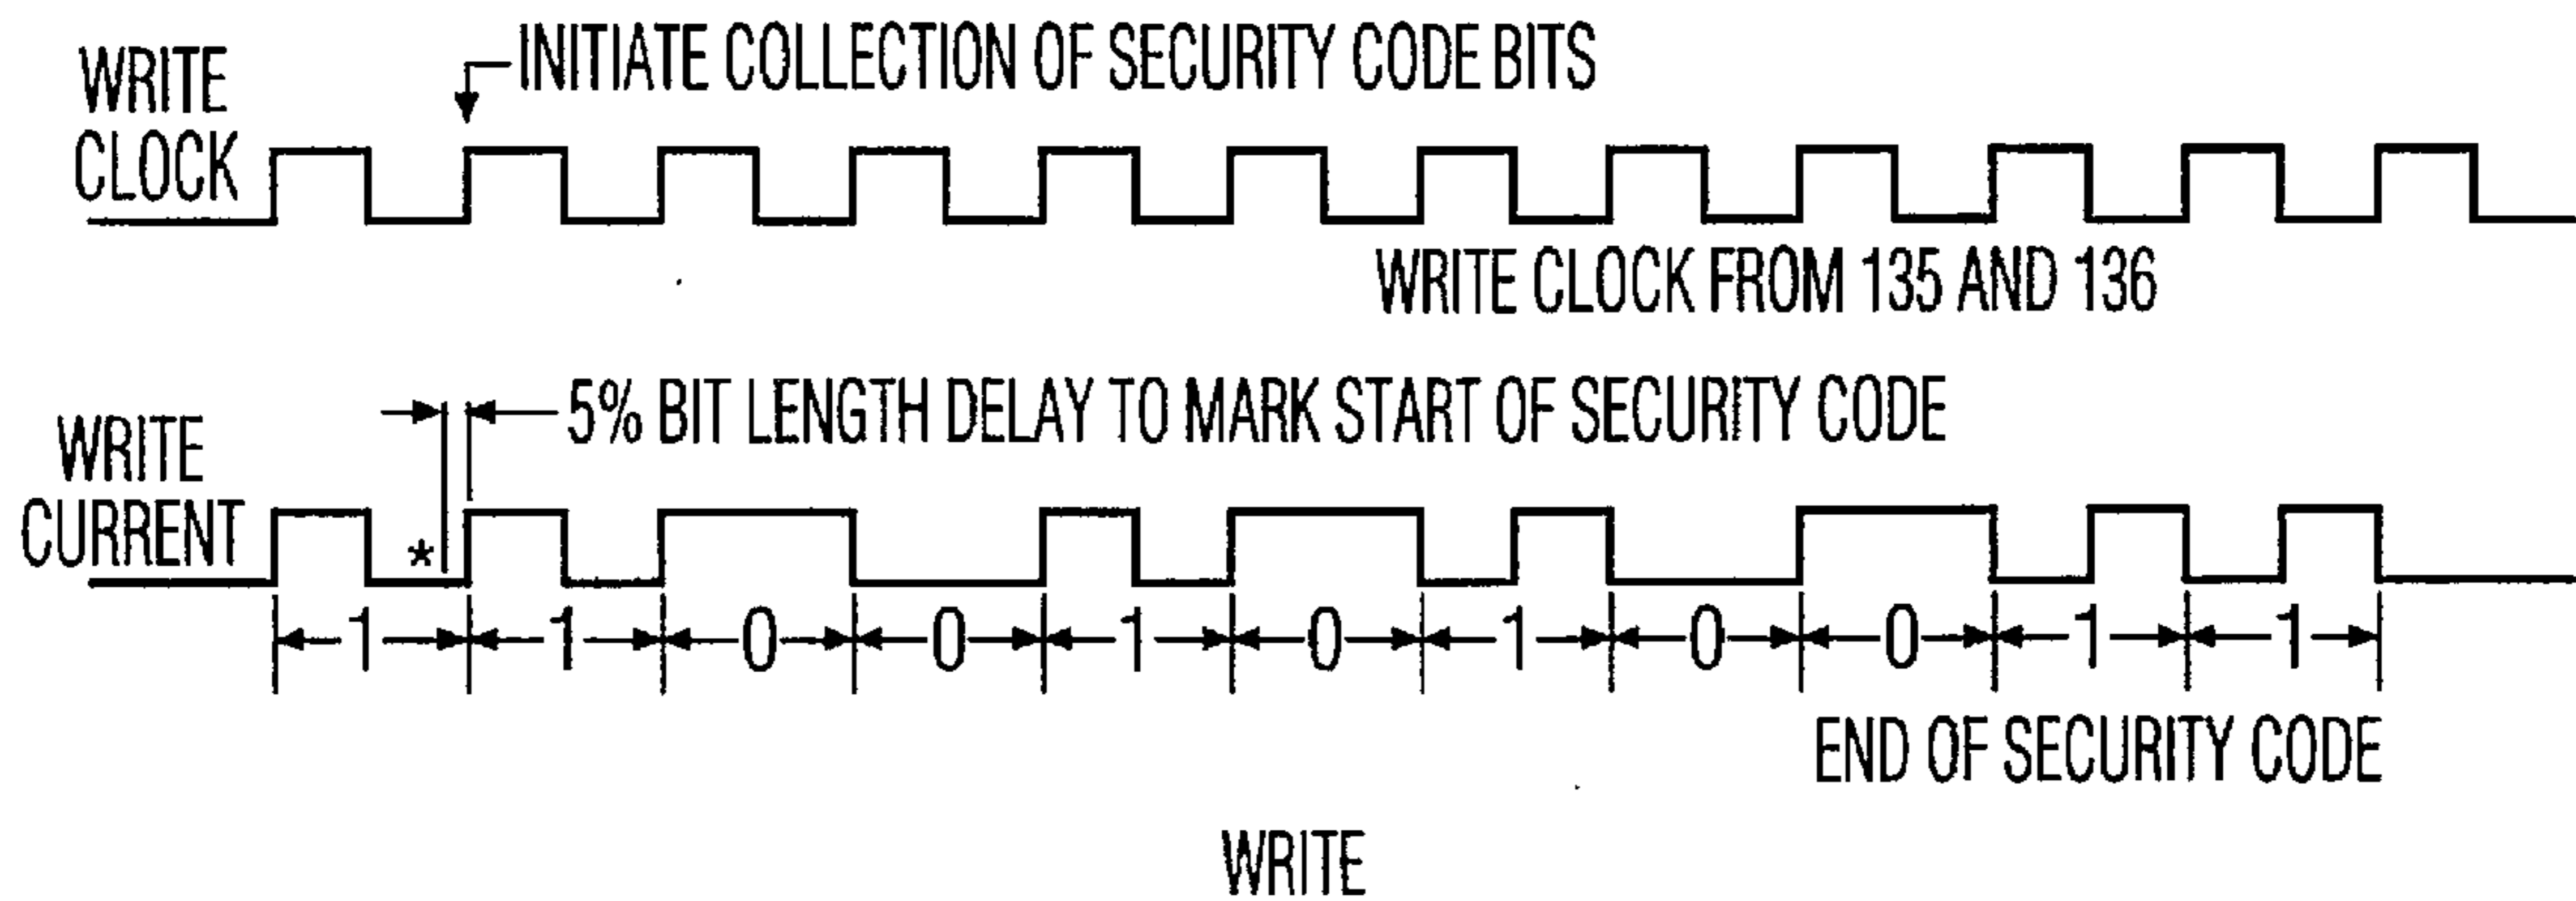 WRITE
CLOCK
INITIATE COLLECTION OF SECURITY CODE BITS
WRITE CLOCK FROM 135 AND 136
5% BIT LENGTH DELAY TO MARK START OF SECURITY CODE
WRITE
CURRENT
*
1 1 0 0 1 0 1 0 0 1 1
END OF SECURITY CODE
WRITE